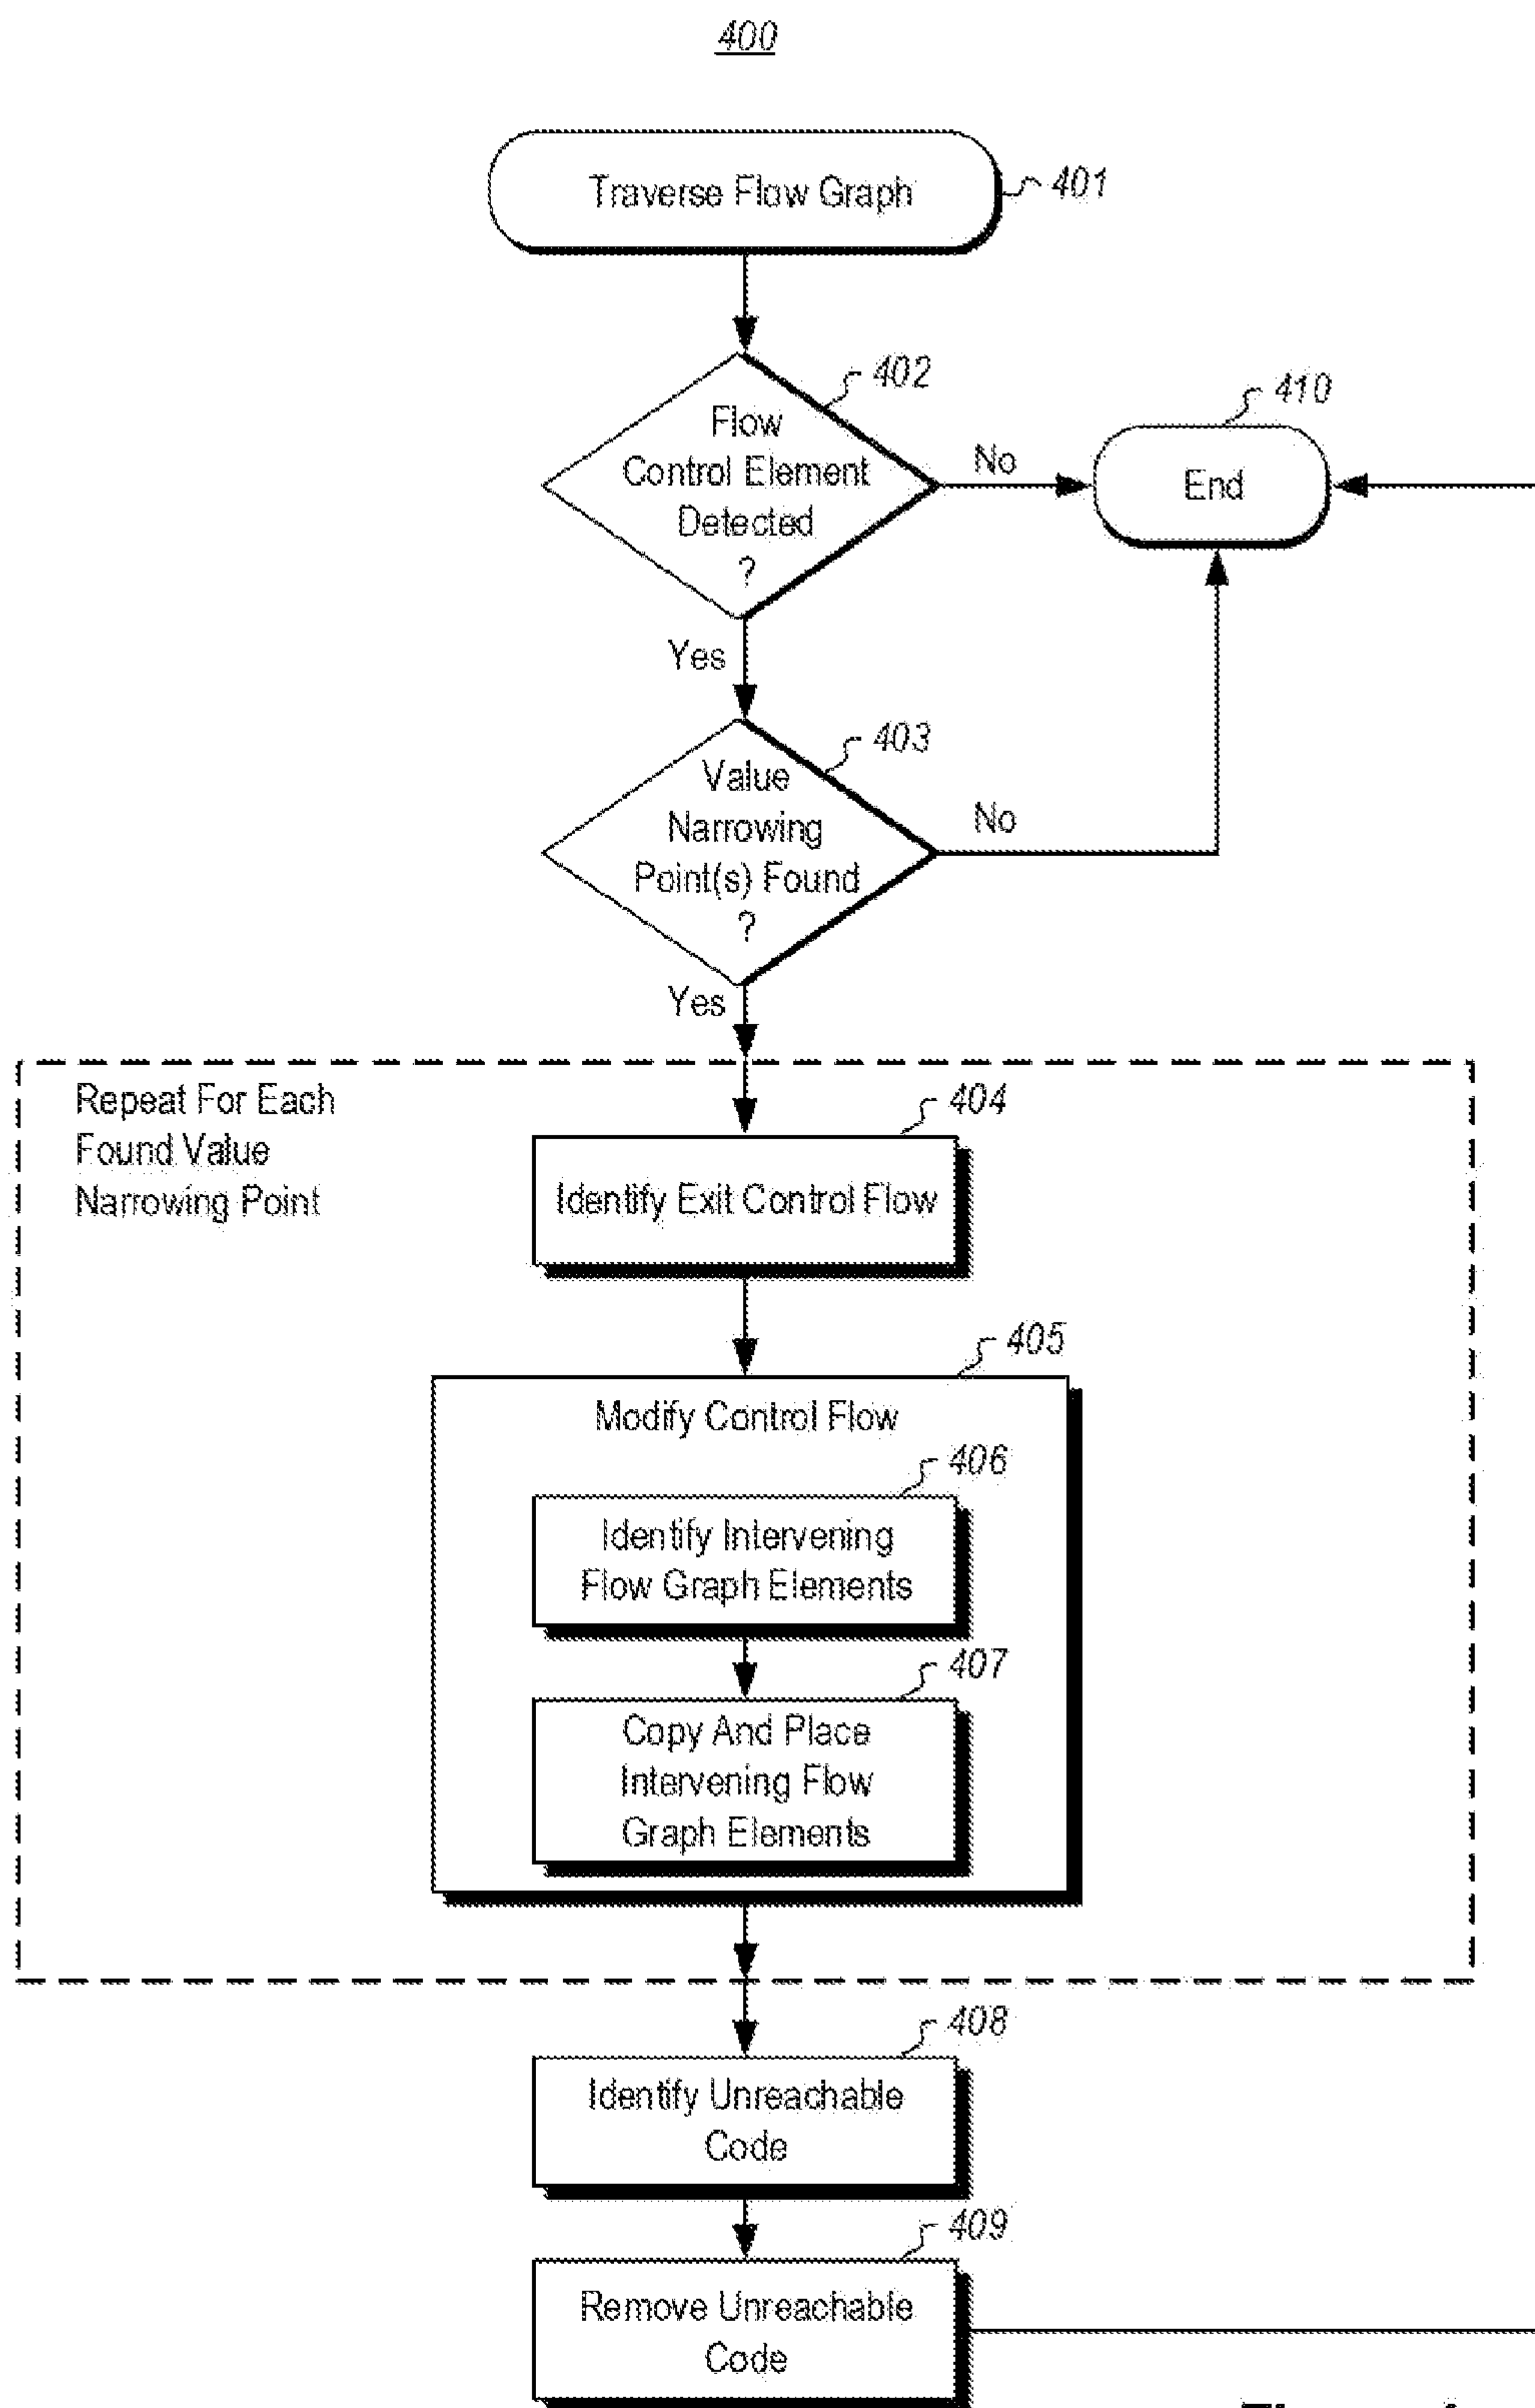 400
Traverse Flow Graph
401
402
Flow
Control Element
Detected
?
No
410
End
Yes
403
Value
Narrowing
Point(s) Found
?
No
Yes
Repeat For Each
Found Value
Narrowing Point
404
Identify Exit Control Flow
405
Modify Control Flow
406
Identify Intervening
Flow Graph Elements
407
Copy And Place
Intervening Flow
Graph Elements
408
Identify Unreachable
Code
409
Remove Unreachable
Code